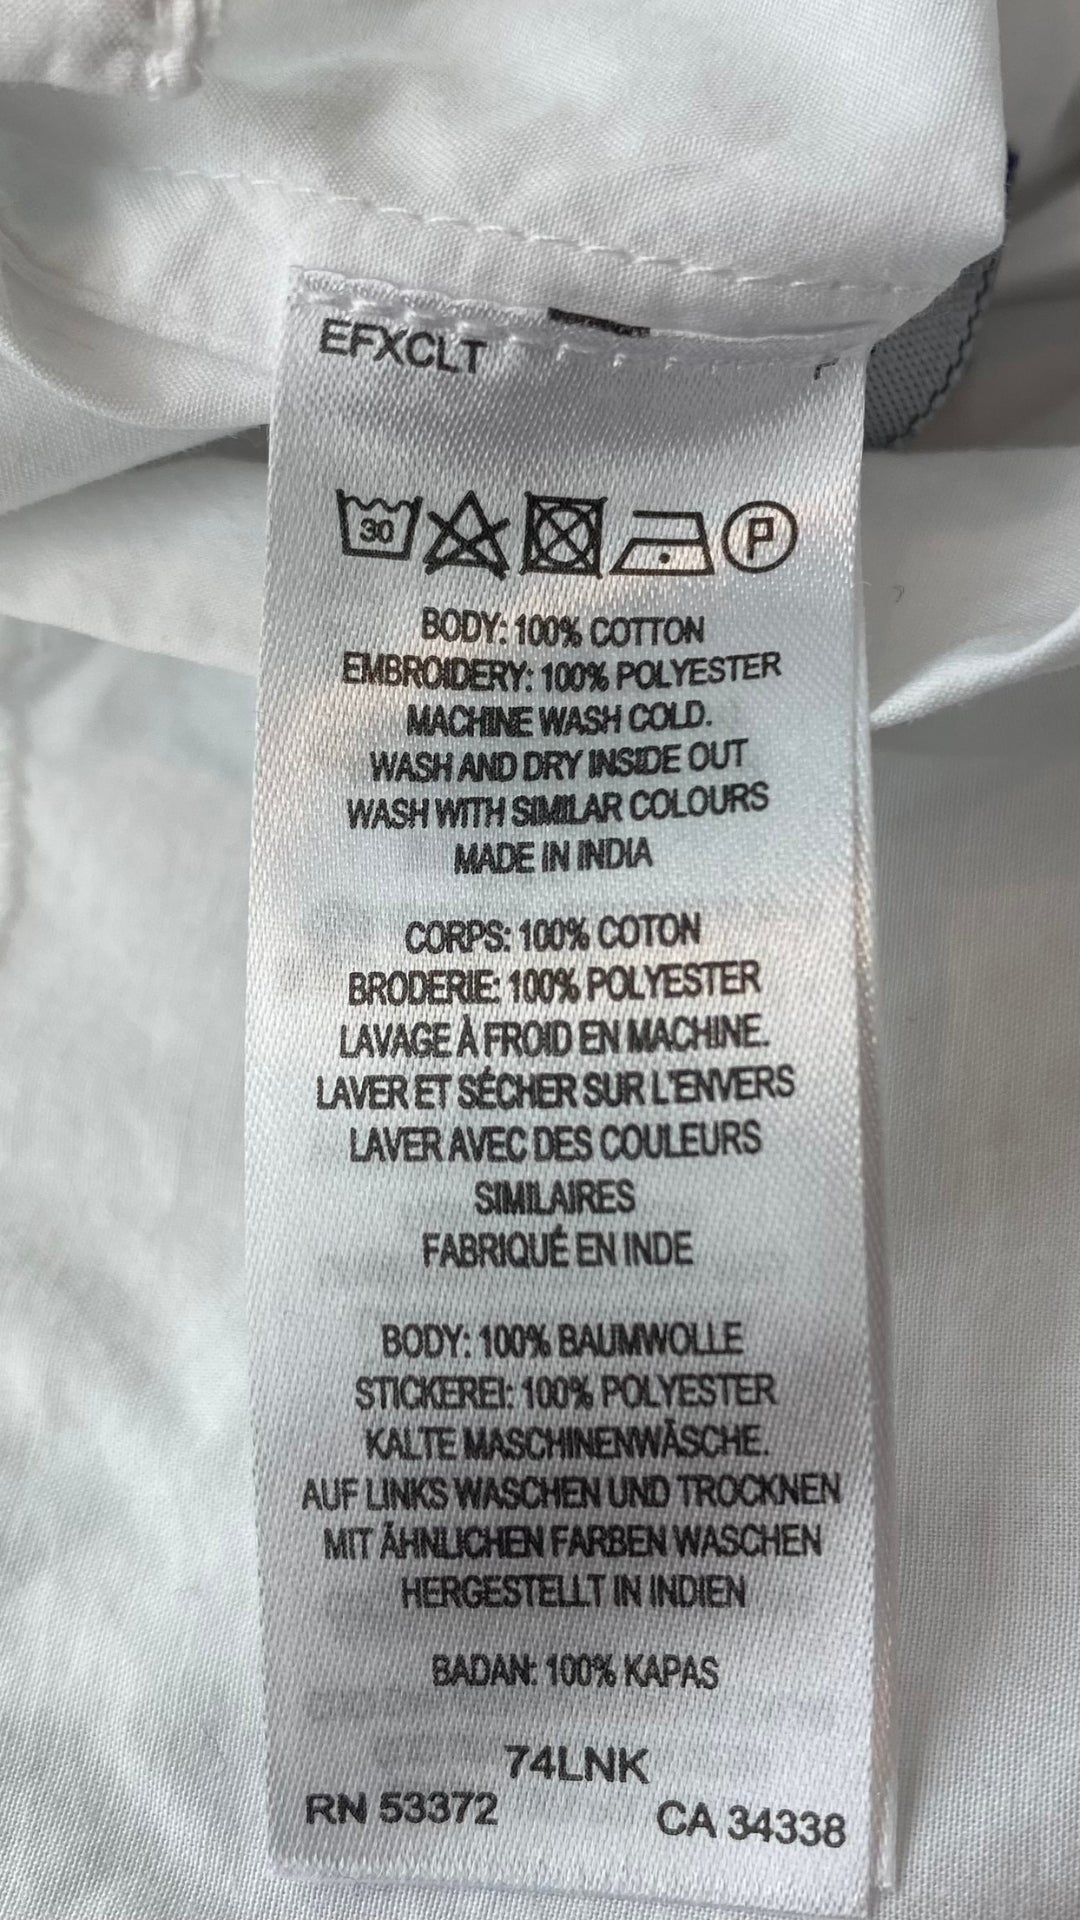 EFXCLT
30
P
BODY: 100% COTTON
EMBROIDERY: 100% POLYESTER
MACHINE WASH COLD.
WASH AND DRY INSIDE OUT
WASH WITH SIMILAR COLOURS
MADE IN INDIA
CORPS: 100% COTON
BRODERIE: 100% POLYESTER
LAVAGE À FROID EN MACHINE.
LAVER ET SÉCHER SUR L'ENVERS
LAVER AVEC DES COULEURS
SIMILAIRES
FABRIQUÉ EN INDE
BODY: 100% BAUMWOLLE
STICKEREI: 100% POLYESTER
KALTE MASCHINENWÄSCHE.
AUF LINKS WASCHEN UND TROCKNEN
MIT ÄHNLICHEN FARBEN WASCHEN
HERGESTELLT IN INDIEN
BADAN: 100% KAPAS
74LNK
RN 53372 CA 34338